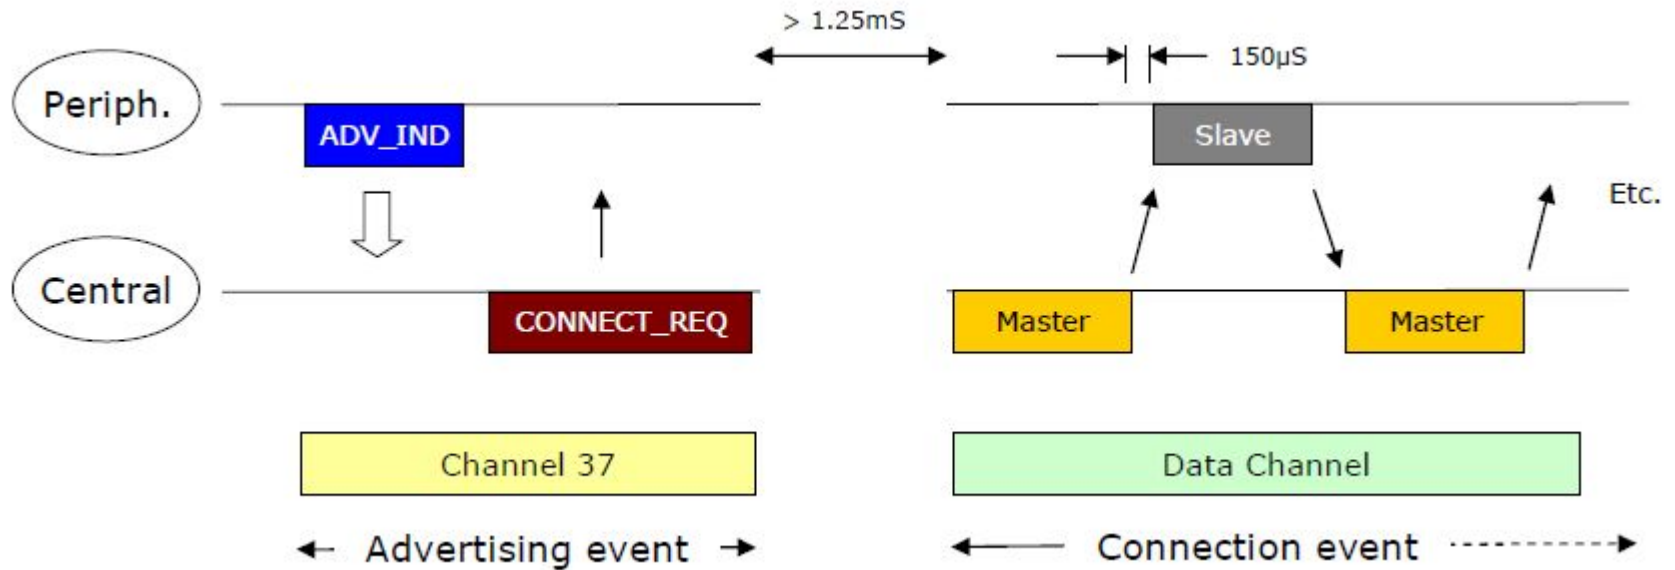 > 1.25mS
150µS
Periph.
ADV_IND
Slave
Etc.
Central
CONNECT_REQ
Master
Master
Channel 37
Data Channel
Advertising event
Connection event